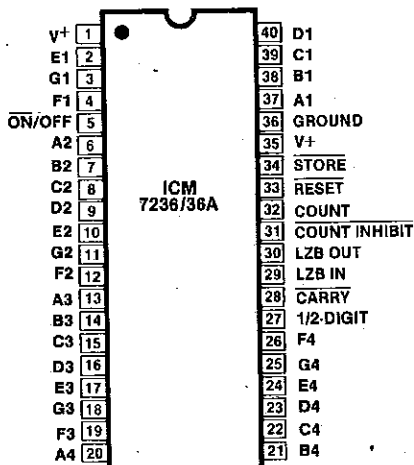 V+ 1
E1 2
G1 3
F1 4
ON/OFF 5
A2 6
B2 7
C2 8
D2 9
E2 10
G2 11
F2 12
A3 13
B3 14
C3 15
D3 16
E3 17
G3 18
F3 19
A4 20
ICM
7236/36A
40 D1
39 C1
38 B1
37 A1
36 GROUND
35 V+
34 STORE
33 RESET
32 COUNT
31 COUNT INHIBIT
30 LZB OUT
29 LZB IN
28 CARRY
27 1/2-DIGIT
26 F4
25 G4
24 E4
23 D4
22 C4
21 B4